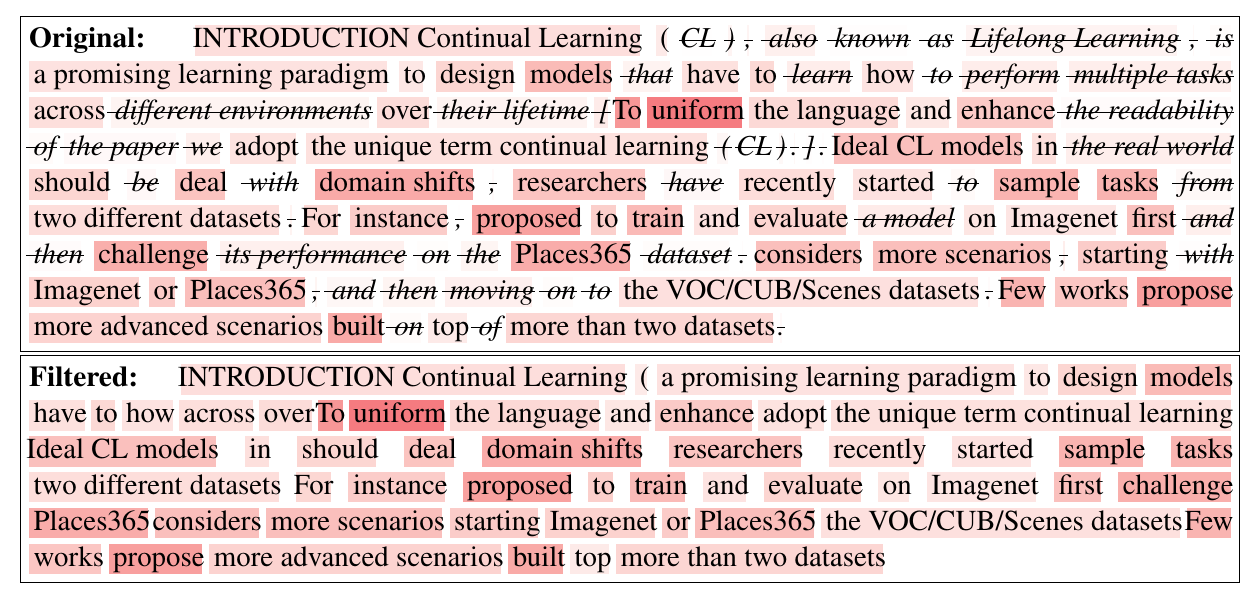 Original: INTRODUCTION Continual Learning ( CL ) , also known as Lifelong Learning , is
a promising learning paradigm to design models that have to learn how to perform multiple tasks
across different environments over their lifetime [To uniform the language and enhance the readability
of the paper we adopt the unique term continual learning ( CL ) . ] . Ideal CL models in the real world
should be deal with domain shifts , researchers have recently started to sample tasks from
two different datasets . For instance , proposed to train and evaluate a model on Imagenet first and
then challenge its performance on the Places365 dataset . considers more scenarios , starting with
Imagenet or Places365 , and then moving on to the VOC/CUB/Scenes datasets . Few works propose
more advanced scenarios built on top of more than two datasets.
Filtered: INTRODUCTION Continual Learning ( a promising learning paradigm to design models
have to how across overTo uniform the language and enhance adopt the unique term continual learning
Ideal CL models in should deal domain shifts researchers recently started sample tasks
two different datasets For instance proposed to train and evaluate on Imagenet first challenge
Places365 considers more scenarios starting Imagenet or Places365 the VOC/CUB/Scenes datasets Few
works propose more advanced scenarios built top more than two datasets